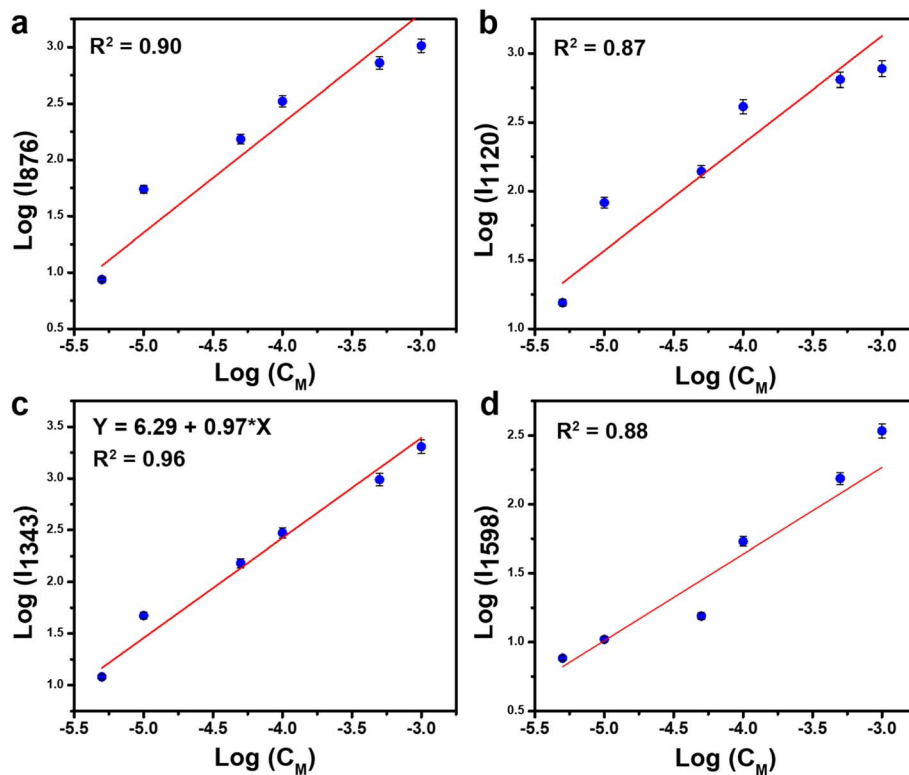 a
R² = 0.90
Log (I876)
3.0
2.5
2.0
1.5
1.0
0.5
-5.5 -5.0 -4.5 -4.0 -3.5 -3.0
Log (CM)
b
R² = 0.87
Log (I1120)
3.0
2.5
2.0
1.5
1.0
-5.5 -5.0 -4.5 -4.0 -3.5 -3.0
Log (CM)
c
Y = 6.29 + 0.97*X
R² = 0.96
Log (I1343)
3.5
3.0
2.5
2.0
1.5
1.0
-5.5 -5.0 -4.5 -4.0 -3.5 -3.0
Log (CM)
d
R² = 0.88
Log (I1598)
2.5
2.0
1.5
1.0
0.5
-5.5 -5.0 -4.5 -4.0 -3.5 -3.0
Log (CM)